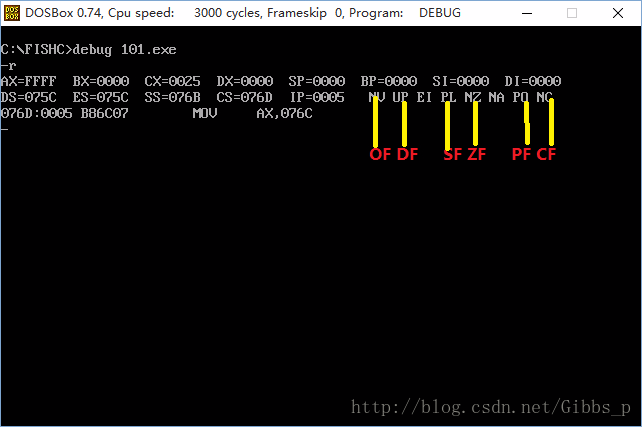 DOSBox 0.74, Cpu speed: 3000 cycles, Frameskip 0, Program: DEBUG
C:\FISHC>debug 101.exe
-r
AX=FFFF BX=0000 CX=0025 DX=0000 SP=0000 BP=0000 SI=0000 DI=0000
DS=075C ES=075C SS=076B CS=076D IP=0005 NV UP EI PL NZ NA PO NC
076D:0005 B86C07 MOV AX,076C
-
OF DF SF ZF PF CF
http://blog.csdn.net/Gibbs_p